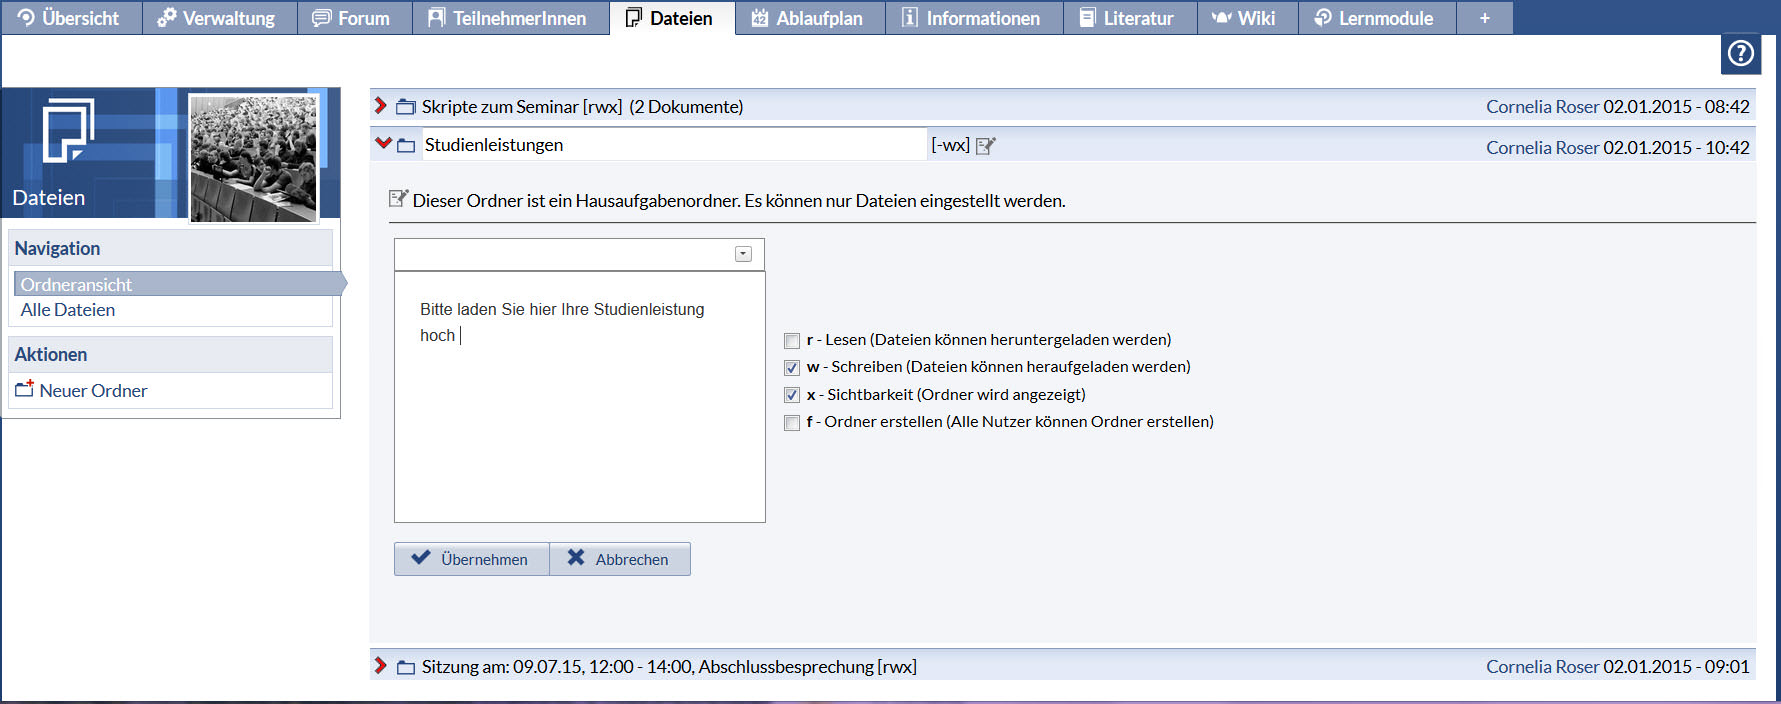 Übersicht Verwaltung Forum TeilnehmerInnen Dateien Ablaufplan Informationen Literatur Wiki Lernmodule +
?
Dateien
Navigation
Ordneransicht
Alle Dateien
Aktionen
Neuer Ordner
Skripte zum Seminar [rwx] (2 Dokumente) Cornelia Roser 02.01.2015 - 08:42
Studienleistungen [-wx] Cornelia Roser 02.01.2015 - 10:42
Dieser Ordner ist ein Hausaufgabenordner. Es können nur Dateien eingestellt werden.
Bitte laden Sie hier Ihre Studienleistung
hoch
r - Lesen (Dateien können heruntergeladen werden)
w - Schreiben (Dateien können heraufgeladen werden)
x - Sichtbarkeit (Ordner wird angezeigt)
f - Ordner erstellen (Alle Nutzer können Ordner erstellen)
Übernehmen Abbrechen
Sitzung am: 09.07.15, 12:00 - 14:00, Abschlussbesprechung [rwx] Cornelia Roser 02.01.2015 - 09:01